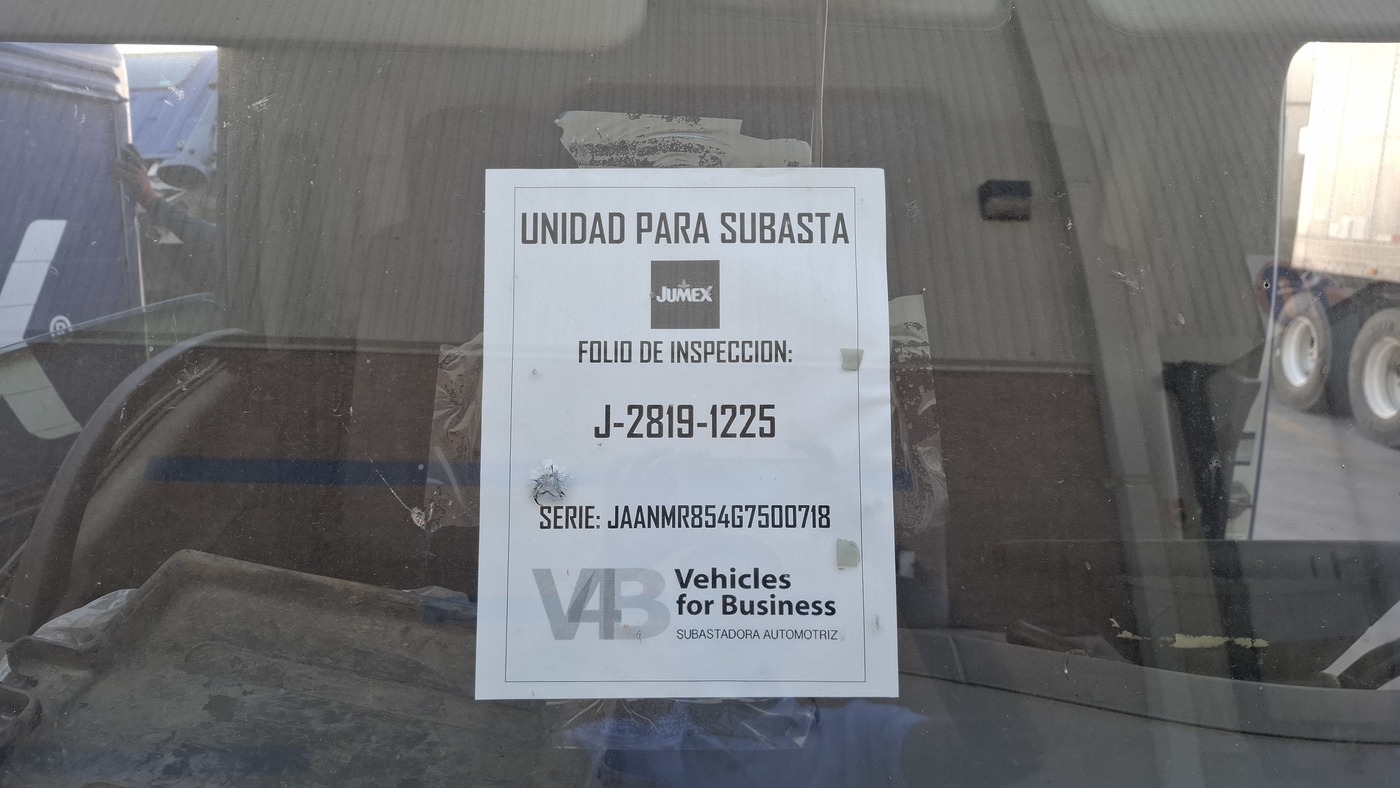 UNIDAD PARA SUBASTA
JUMEX
FOLIO DE INSPECCION:
J-2819-1225
SERIE: JAANMR854G7500718
V4B
Vehicles
for Business
SUBASTADORA AUTOMOTRIZ